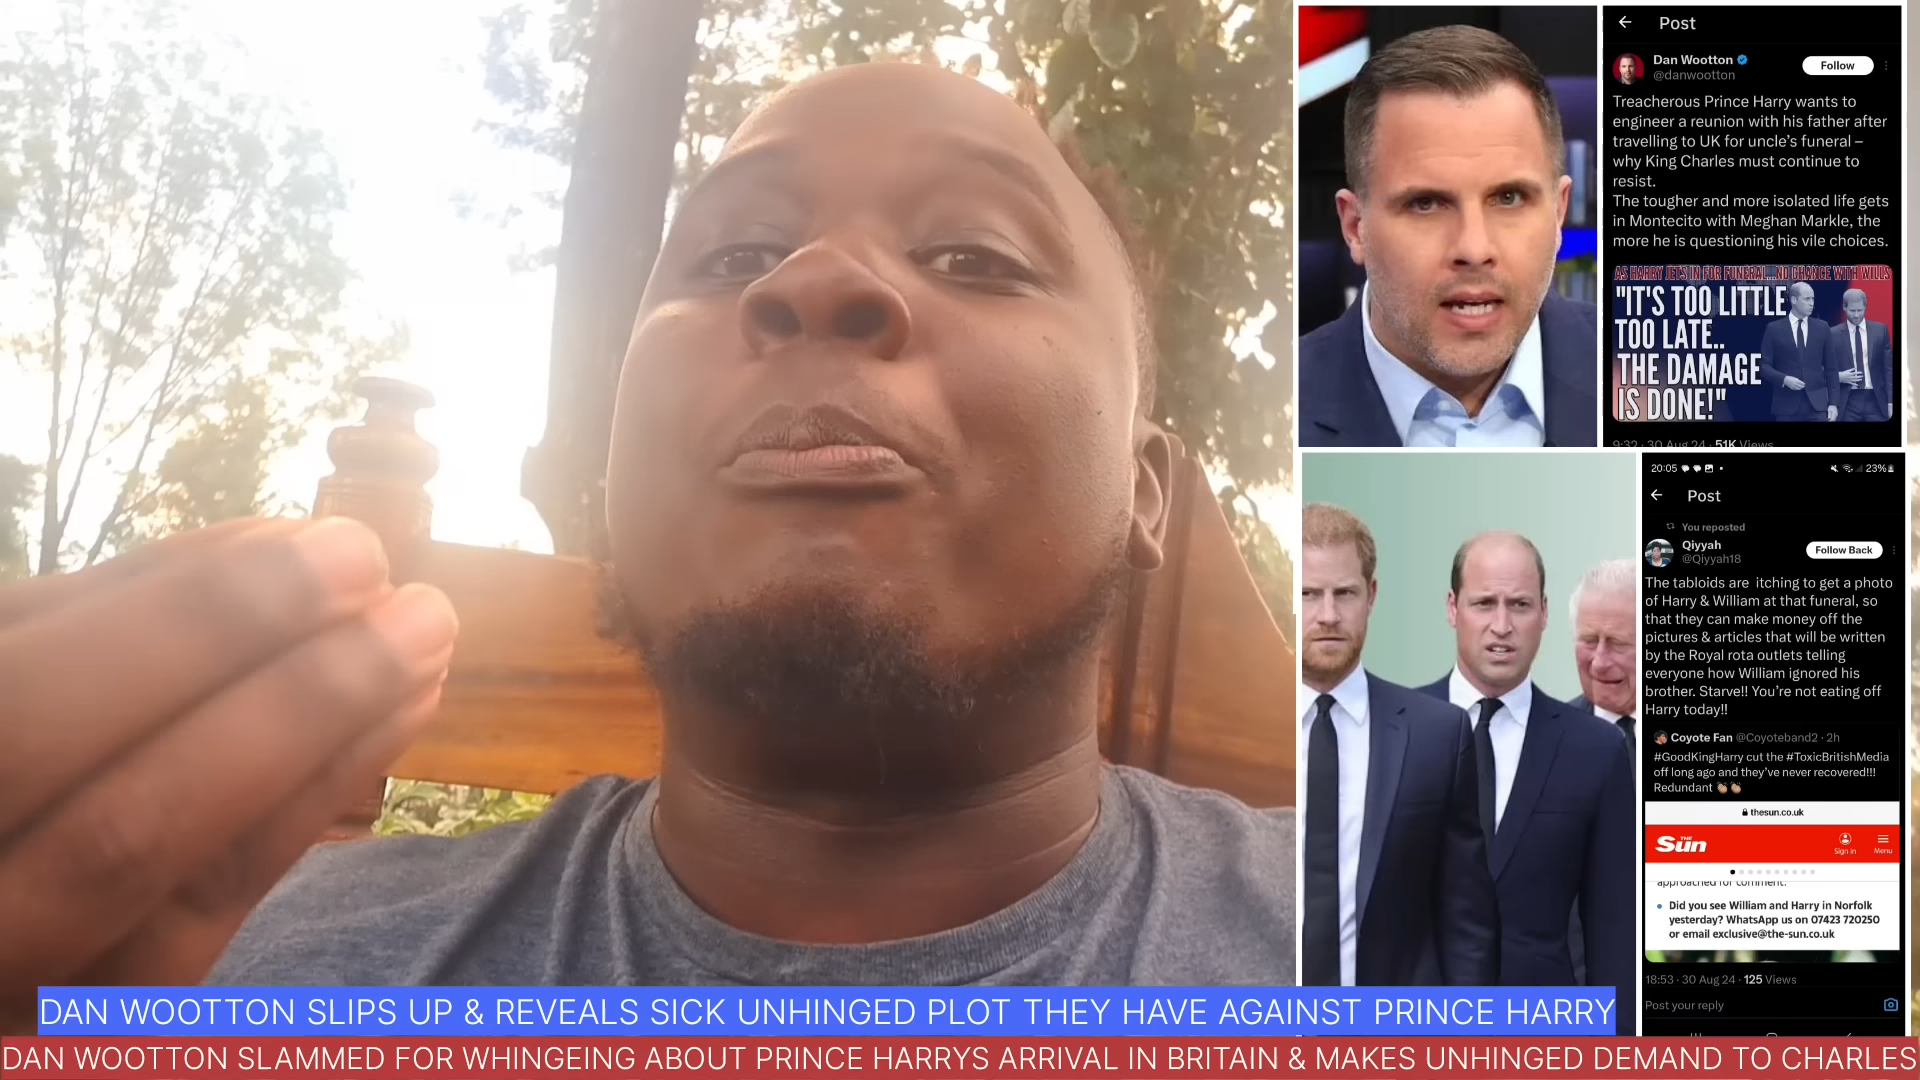 Post
Dan Wootton
@danwootton
Follow
Treacherous Prince Harry wants to
engineer a reunion with his father after
travelling to UK for uncle's funeral –
why King Charles must continue to
resist.
The tougher and more isolated life gets
in Montecito with Meghan Markle, the
more he is questioning his vile choices.
AS HARRY JETS IN FOR FUNERAL...NO CHANCE WITH WILLS
"IT'S TOO LITTLE
TOO LATE..
THE DAMAGE
IS DONE!"
9:32 · 30 Aug 24 · 51K Views
20:05
23%
Post
You reposted
Qiyyah
@Qiyyah18
Follow Back
The tabloids are itching to get a photo
of Harry & William at that funeral, so
that they can make money off the
pictures & articles that will be written
by the Royal rota outlets telling
everyone how William ignored his
brother. Starve!! You're not eating off
Harry today!!
Coyote Fan @Coyoteband2 · 2h
#GoodKingHarry cut the #ToxicBritishMedia
off long ago and they've never recovered!!!
Redundant 👏🏽👏🏽
thesun.co.uk
THE Sun
Sign in
Menu
approached for comment.
• Did you see William and Harry in Norfolk
yesterday? WhatsApp us on 07423 720250
or email exclusive@the-sun.co.uk
18:53 · 30 Aug 24 · 125 Views
Post your reply
DAN WOOTTON SLIPS UP & REVEALS SICK UNHINGED PLOT THEY HAVE AGAINST PRINCE HARRY
DAN WOOTTON SLAMMED FOR WHINGEING ABOUT PRINCE HARRYS ARRIVAL IN BRITAIN & MAKES UNHINGED DEMAND TO CHARLES